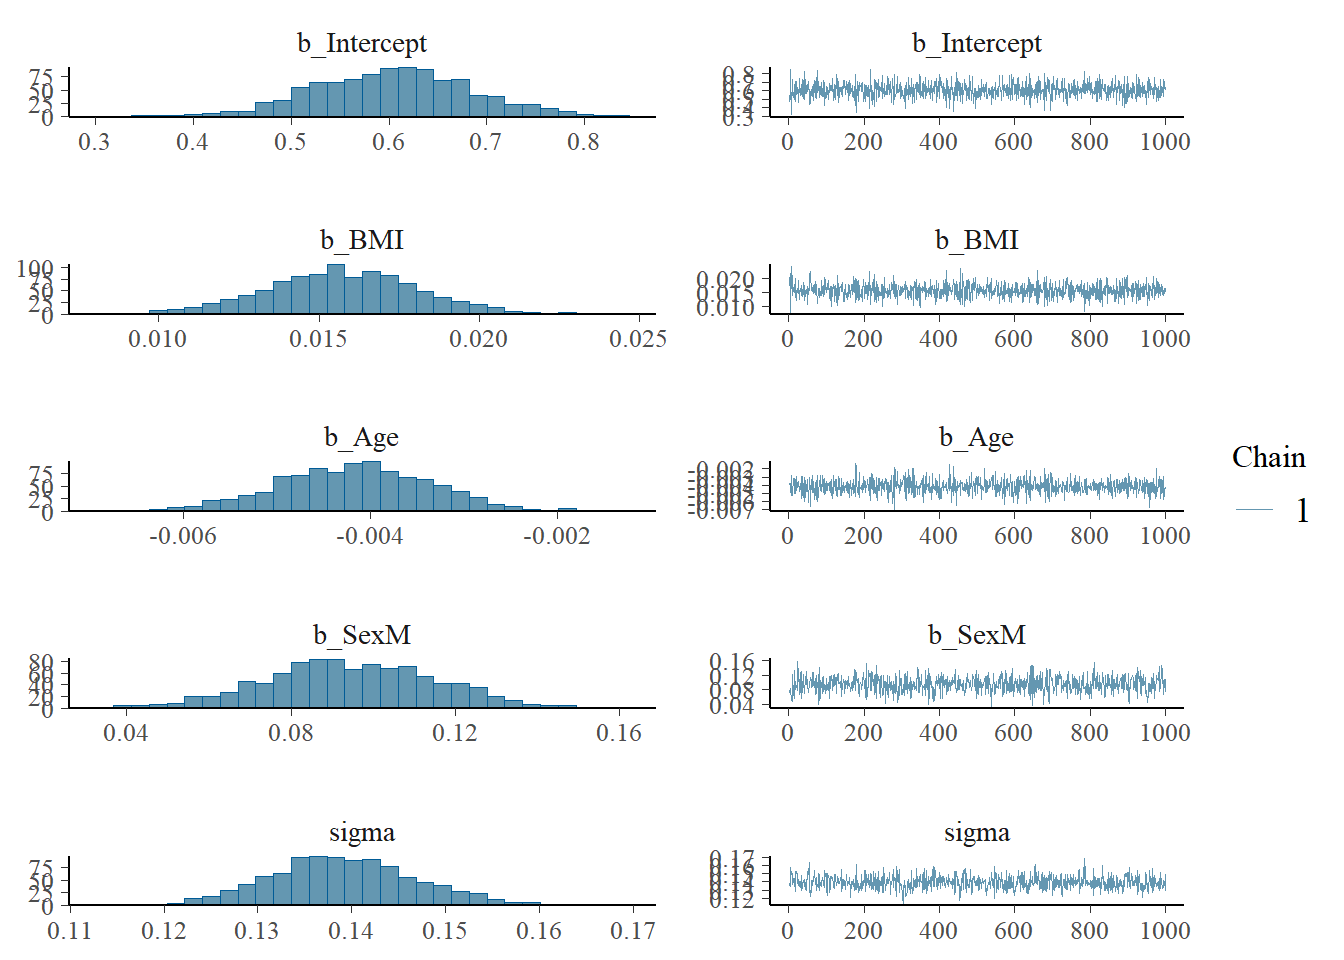 b_Intercept
75
50
25
0
0.3 0.4 0.5 0.6 0.7 0.8
b_Intercept
0.8
0.7
0.6
0.5
0.4
0.3
0 200 400 600 800 1000
b_BMI
100
75
50
25
0
0.010 0.015 0.020 0.025
b_BMI
0.020
0.015
0.010
0 200 400 600 800 1000
b_Age
75
50
25
0
-0.006 -0.004 -0.002
b_Age
-0.002
-0.007
0 200 400 600 800 1000
Chain
1
b_SexM
80
60
40
20
0
0.04 0.08 0.12 0.16
b_SexM
0.16
0.12
0.08
0.04
0 200 400 600 800 1000
sigma
75
50
25
0
0.11 0.12 0.13 0.14 0.15 0.16 0.17
sigma
0.17
0.16
0.15
0.14
0.13
0.12
0 200 400 600 800 1000